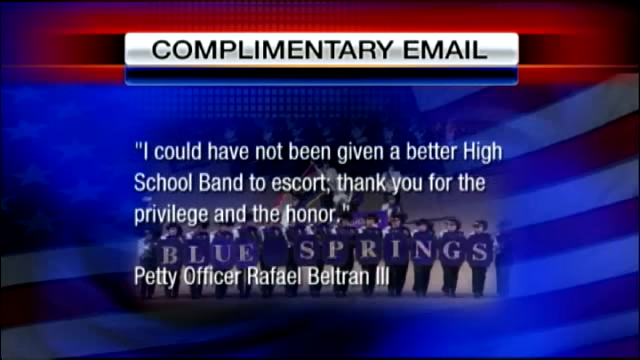 COMPLIMENTARY EMAIL
"I could have not been given a better High
School Band to escort; thank you for the
privilege and the honor."
BLUE SPRINGS
Petty Officer Rafael Beltran III